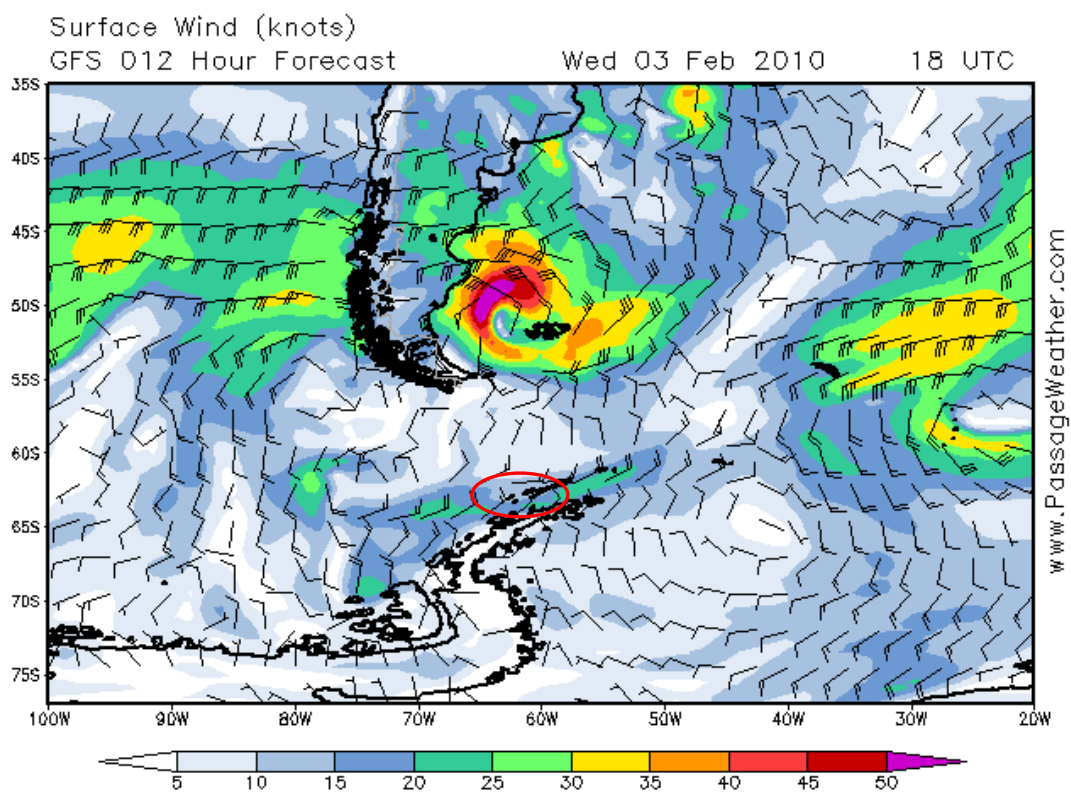 Surface Wind (knots)
GFS 012 Hour Forecast Wed 03 Feb 2010 18 UTC
35S
40S
45S
50S
55S
60S
65S
70S
75S
100W 90W 80W 70W 60W 50W 40W 30W 20W
5 10 15 20 25 30 35 40 45 50
www.PassageWeather.com